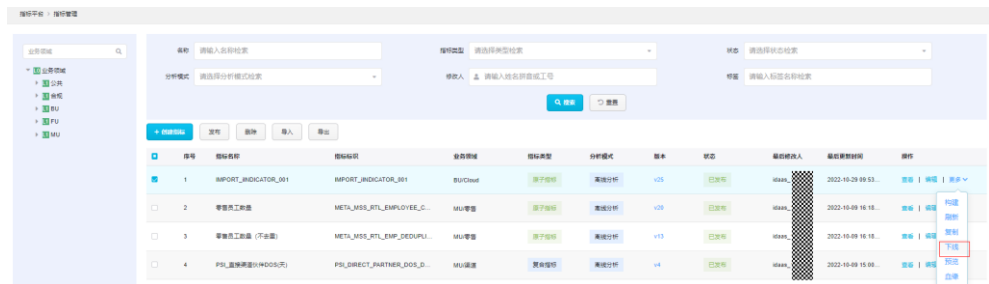 指标平台 > 指标管理
业务领域
名称 请输入名称检索 指标类型 请选择类型检索 状态 请选择状态检索
业务领域
公共
合规
BU
FU
MU
分析模式 请选择分析模式检索 修改人 请输入姓名拼音或工号 标签 请输入标签名称检索
搜索 重置
+ 创建指标 发布 删除 导入 导出
序号 指标名称 指标标识 业务领域 指标类型 分析模式 版本 状态 最后修改人 最后更新时间 操作
1 IMPORT_IINDICATOR_001 IMPORT_IINDICATOR_001 BU/Cloud 原子指标 离线分析 v25 已发布 idaas_ 2022-10-29 09:53... 查看 | 编辑 | 更多
2 零售员工数量 META_MSS_RTL_EMPLOYEE_C... MU/零售 原子指标 离线分析 v20 已发布 idaas_ 2022-10-09 16:18... 查看 | 编辑
3 零售员工数量（不去重） META_MSS_RTL_EMP_DEDUPLI... MU/零售 原子指标 离线分析 v13 已发布 idaas_ 2022-10-09 16:18... 查看 | 编辑
4 PSI_直接渠道伙伴DOS(天) PSI_DIRECT_PARTNER_DOS_D... MU/渠道 复合指标 离线分析 v4 已发布 idaas_ 2022-10-09 15:00... 查看 | 编辑
构建
刷新
复制
下线
预览
血缘